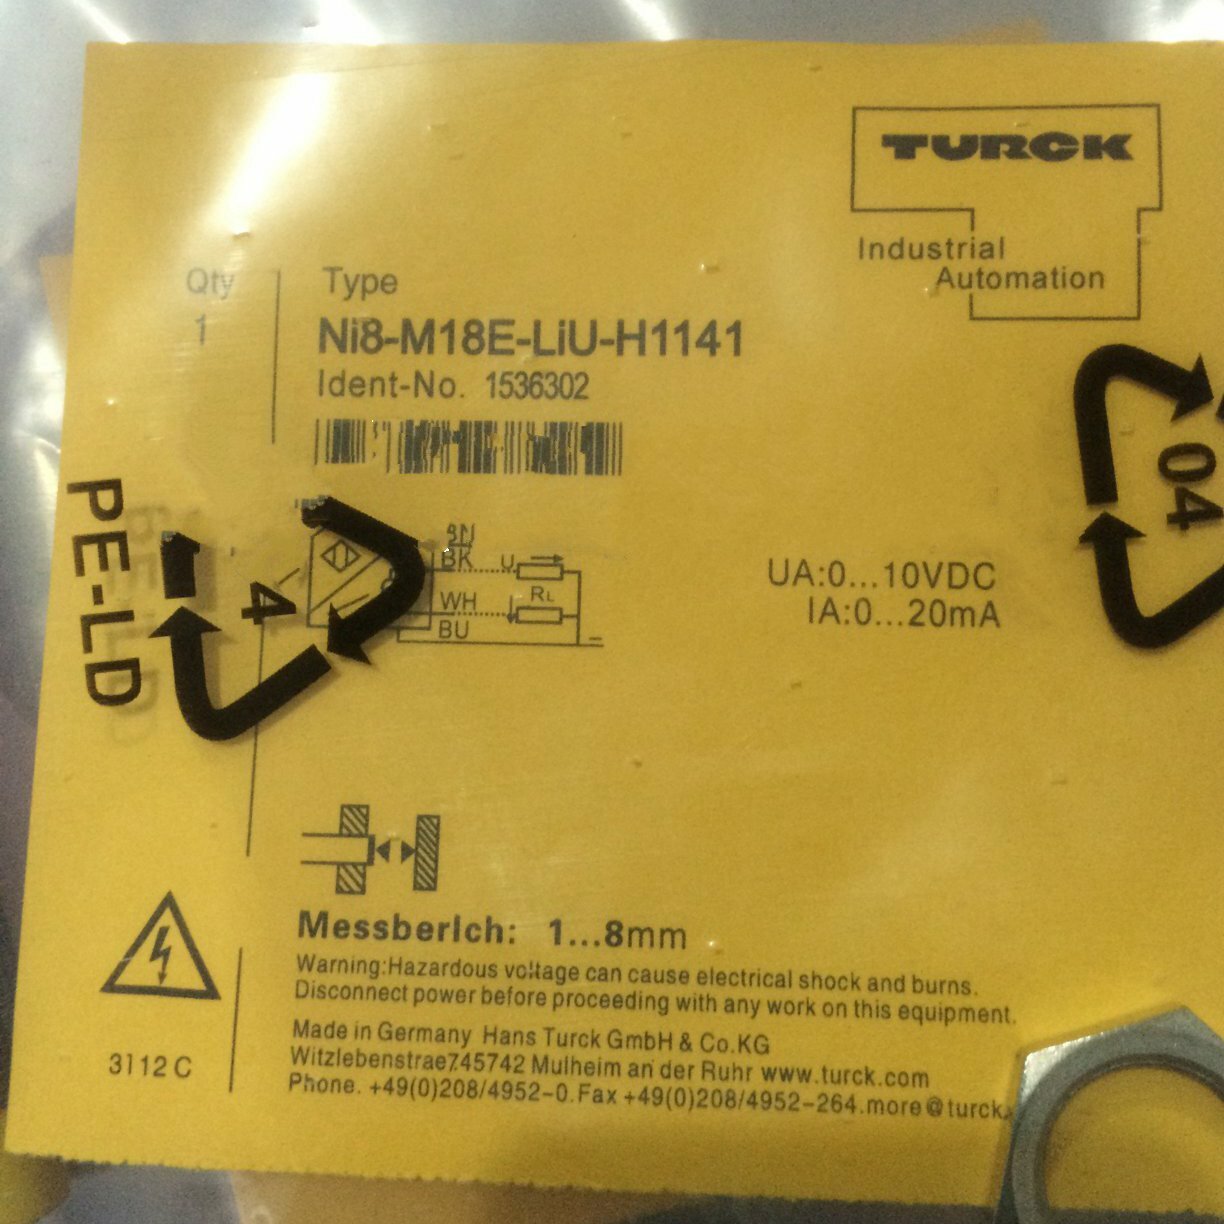 TURCK
Industrial
Automation
Qty
1
Type
Ni8-M18E-LiU-H1141
Ident-No. 1536302
PE-LD
4
04
BN
BK
U
WH
RL
BU
UA:0...10VDC
IA:0...20mA
Messberlch: 1...8mm
Warning:Hazardous voltage can cause electrical shock and burns.
Disconnect power before proceeding with any work on this equipment.
Made in Germany Hans Turck GmbH & Co.KG
Witzlebenstrae7.45742 Mulheim an der Ruhr www.turck.com
Phone. +49(0)208/4952-0.Fax +49(0)208/4952-264.more@turck.
3112 C